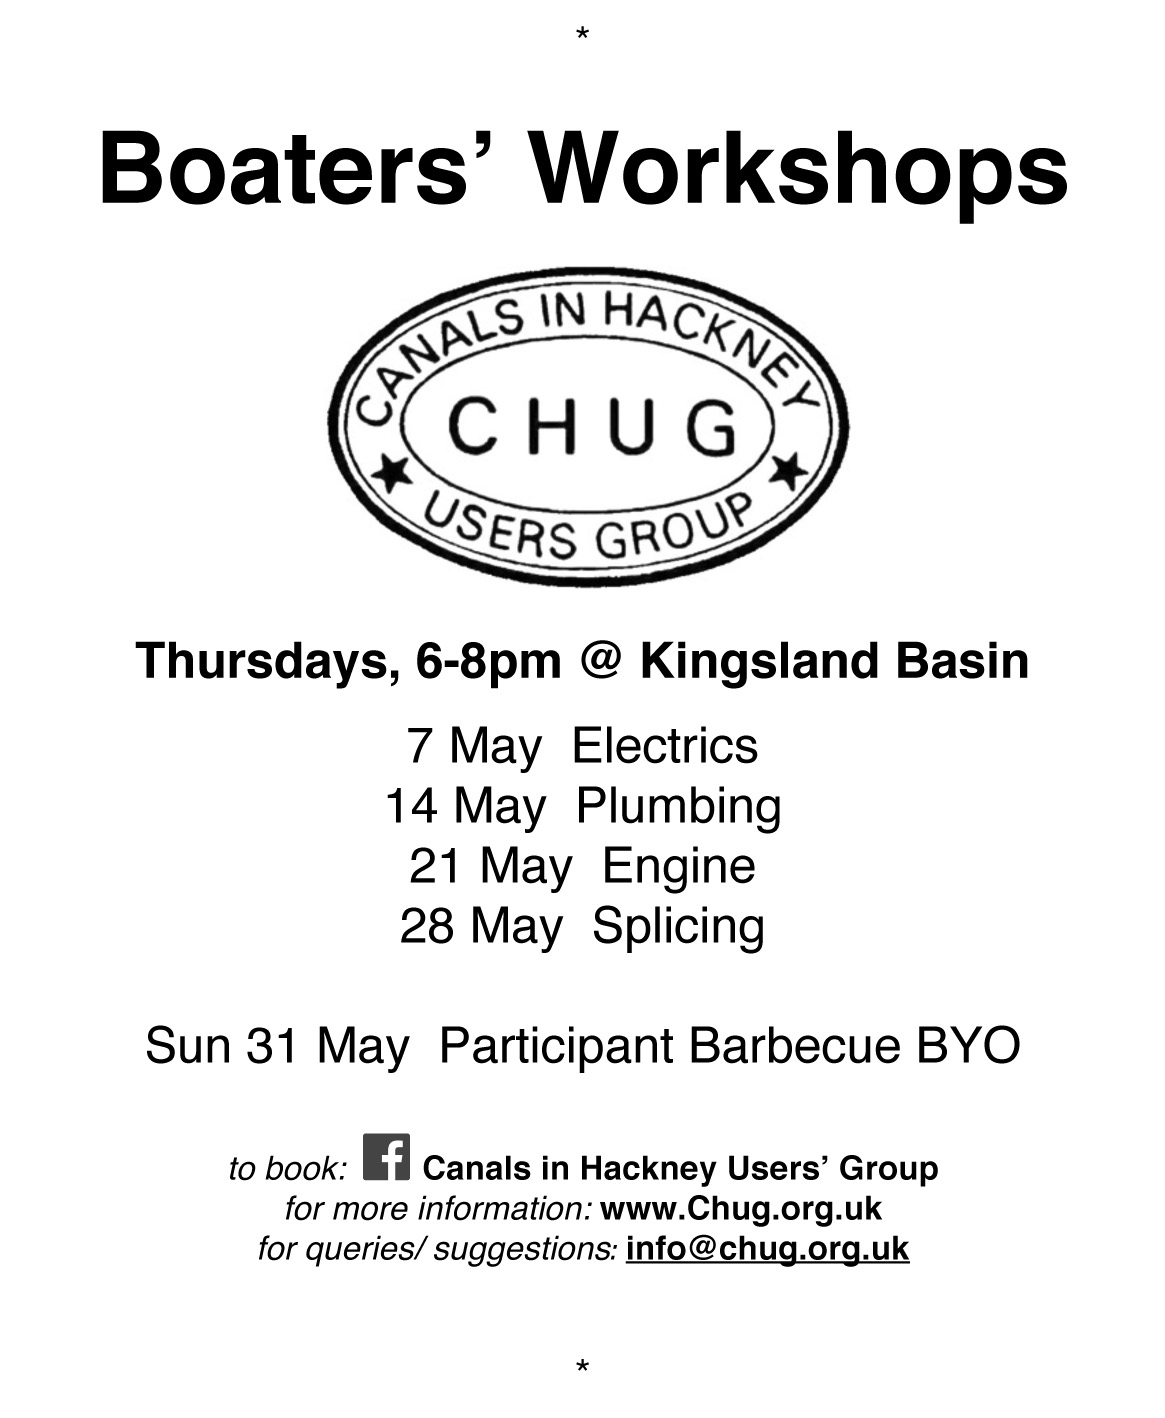 *
Boaters’ Workshops
CANALS IN HACKNEY
CHUG
USERS GROUP
Thursdays, 6-8pm @ Kingsland Basin
7 May  Electrics
14 May  Plumbing
21 May  Engine
28 May  Splicing
Sun 31 May  Participant Barbecue BYO
to book: f Canals in Hackney Users’ Group
for more information: www.Chug.org.uk
for queries/ suggestions: info@chug.org.uk
*